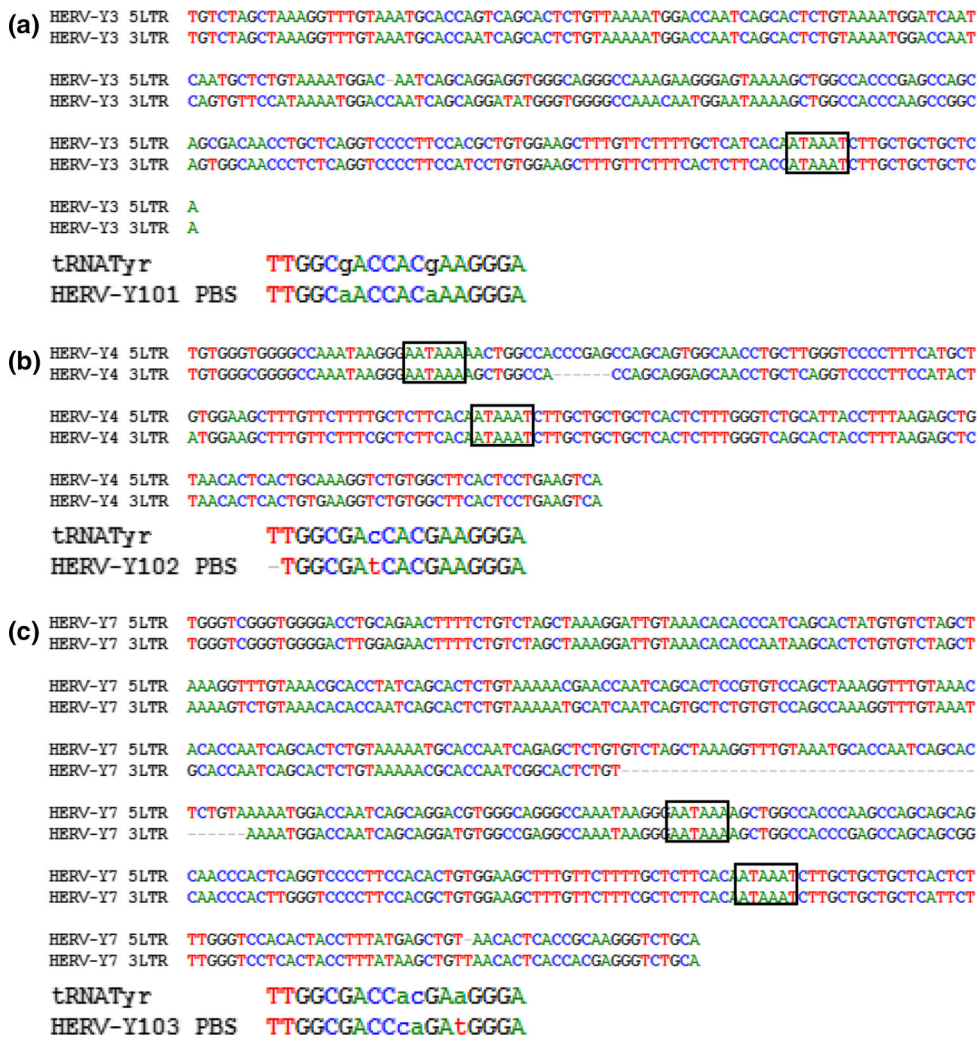 (a) HERV-Y3 5LTR TGTCTAGCTAAAGGTTTGTAAATGCACCAGTCAGCACTCTGTTAAAATGGACCAATCAGCACTCTGTAAAATGGATCAAT
HERV-Y3 3LTR TGTCTAGCTAAAGGTTTGTAAATGCACCAATCAGCACTCTGTAAAAATGGACCAATCAGCACTCTGTAAAATGGACCAAT
HERV-Y3 5LTR CAATGCTCTGTAAAATGGAC-AATCAGCAGGAGGTGGGCAGGGCCAAAGAAGGGAGTAAAAGCTGGCCACCCGAGCCAGC
HERV-Y3 3LTR CAGTGTTCCATAAAATGGACCAATCAGCAGGATATGGGTGGGGCCAAACAATGGAATAAAAGCTGGCCACCCAAGCCGGC
HERV-Y3 5LTR AGCGACAACCTGCTCAGGTCCCCTTCCACGCTGTGGAAGCTTTGTTCTTTTGCTCATCACAATAAATCTTGCTGCTGCTC
HERV-Y3 3LTR AGTGGCAACCCTCTCAGGTCCCCTTCCATCCTGTGGAAGCTTTGTTCTTTCACTCTTCACCATAAATCTTGCTGCTGCTC
HERV-Y3 5LTR A
HERV-Y3 3LTR A
tRNATyr TTGGCgACCACgAAGGGA
HERV-Y101 PBS TTGGCaACCACaAAGGGA
(b) HERV-Y4 5LTR TGTGGGTGGGGCCAAATAAGGGAATAAAAACTGGCCACCCGAGCCAGCAGTGGCAACCTGCTTGGGTCCCCTTTCATGCT
HERV-Y4 3LTR TGTGGGCGGGGCCAAATAAGGGAATAAAAGCTGGCCA------CCAGCAGGAGCAACCTGCTCAGGTCCCCTTCCATACT
HERV-Y4 5LTR GTGGAAGCTTTGTTCTTTTGCTCTTCACAATAAATCTTGCTGCTGCTCACTCTTTGGGTCTGCATTACCTTTAAGAGCTG
HERV-Y4 3LTR ATGGAAGCTTTGTTCTTTCGCTCTTCACAATAAATCTTGCTGCTGCTCACTCTTTGGGTCAGCACTACCTTTAAGAGCTC
HERV-Y4 5LTR TAACACTCACTGCAAAGGTCTGTGGCTTCACTCCTGAAGTCA
HERV-Y4 3LTR TAACACTCACTGTGAAGGTCTGTGGCTTCACTCCTGAAGTCA
tRNATyr TTGGCGAcCACGAAGGGA
HERV-Y102 PBS -TGGCGAtCACGAAGGGA
(c) HERV-Y7 5LTR TGGGTCGGGTGGGGACCTGCAGAACTTTTCTGTCTAGCTAAAGGATTGTAAACACACCCATCAGCACTATGTGTCTAGCT
HERV-Y7 3LTR TGGGTCGGGTGGGGACTTGGAGAACTTTTCTGTCTAGCTAAAGGATTGTAAACACACCAATAAGCACTCTGTGTCTAGCT
HERV-Y7 5LTR AAAGGTTTGTAAACGCACCTATCAGCACTCTGTAAAAACGAACCAATCAGCACTCCGTGTCCAGCTAAAGGTTTGTAAAC
HERV-Y7 3LTR AAAAGTCTGTAAACACACCAATCAGCACTCTGTAAAAATGCATCAATCAGTGCTCTGTGTCCAGCCAAAGGTTTGTAAAT
HERV-Y7 5LTR ACACCAATCAGCACTCTGTAAAAATGCACCAATCAGAGCTCTGTGTCTAGCTAAAGGTTTGTAAATGCACCAATCAGCAC
HERV-Y7 3LTR GCACCAATCAGCACTCTGTAAAAACGCACCAATCGGCACTCTGT------------------------------------
HERV-Y7 5LTR TCTGTAAAAATGGACCAATCAGCAGGACGTGGGCAGGGCCAAATAAGGGAATAAAAGCTGGCCACCCAAGCCAGCAGCAG
HERV-Y7 3LTR ------AAAATGGACCAATCAGCAGGATGTGGCCGAGGCCAAATAAGGGAATAAAAGCTGGCCACCCGAGCCAGCAGCGG
HERV-Y7 5LTR CAACCCACTCAGGTCCCCTTCCACACTGTGGAAGCTTTGTTCTTTTGCTCTTCACAATAAATCTTGCTGCTGCTCACTCT
HERV-Y7 3LTR CAACCCACTTGGGTCCCCTTCCACGCTGTGGAAGCTTTGTTCTTTCGCTCTTCACAATAAATCTTGCTGCTGCTCATTCT
HERV-Y7 5LTR TTGGGTCCACACTACCTTTATGAGCTGT-AACACTCACCGCAAGGGTCTGCA
HERV-Y7 3LTR TTGGGTCCTCACTACCTTTATAAGCTGTTAACACTCACCACGAGGGTCTGCA
tRNATyr TTGGCGACCacGAaGGGA
HERV-Y103 PBS TTGGCGACCcaGAtGGGA